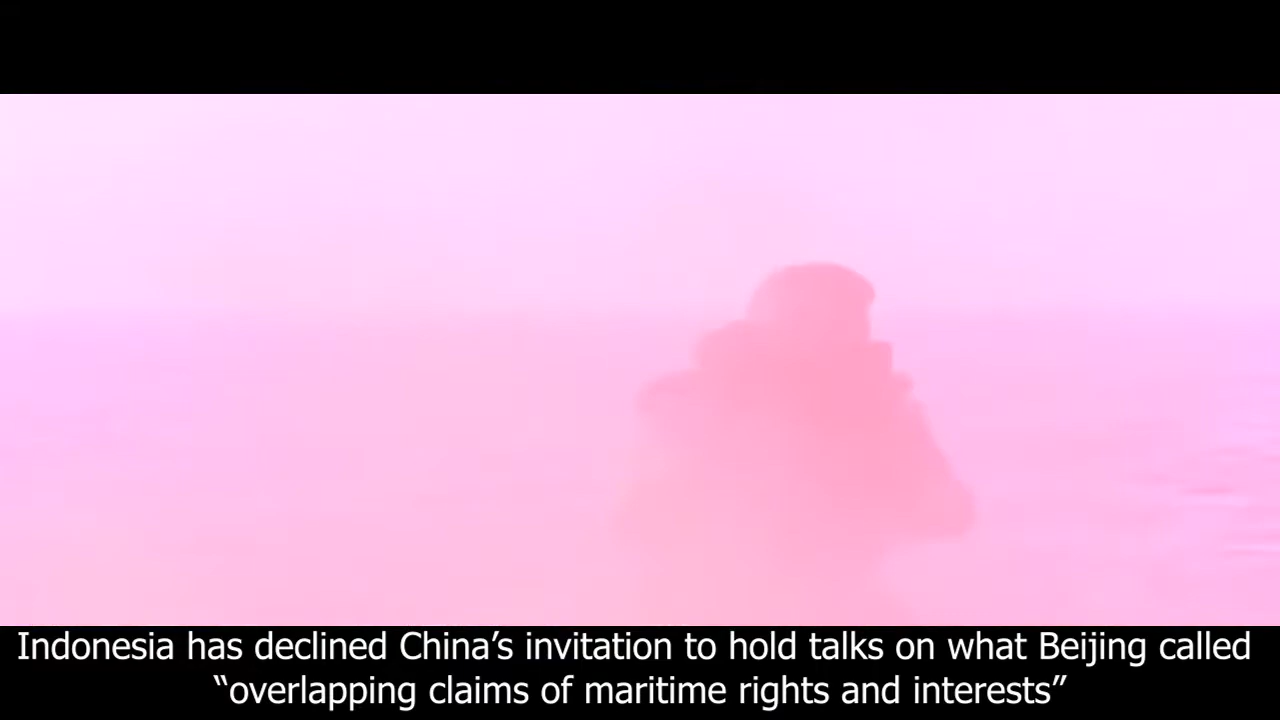 Indonesia has declined China’s invitation to hold talks on what Beijing called
“overlapping claims of maritime rights and interests”